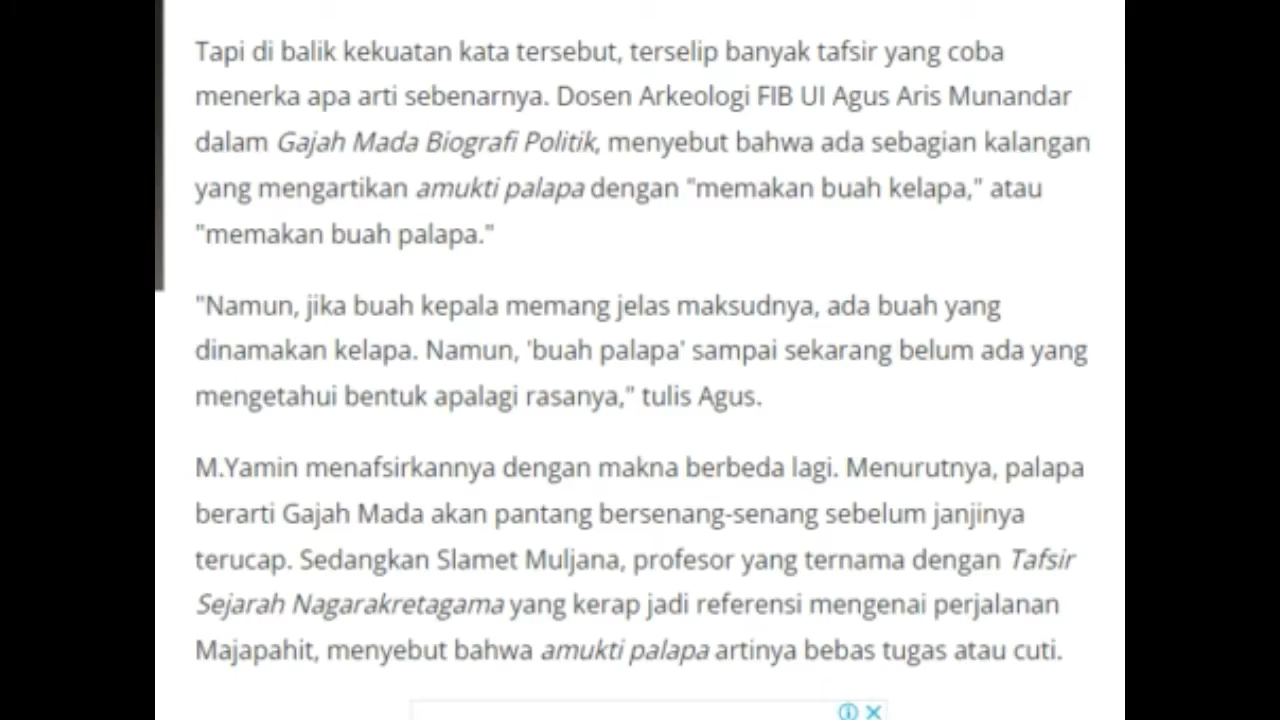 Tapi di balik kekuatan kata tersebut, terselip banyak tafsir yang coba
menerka apa arti sebenarnya. Dosen Arkeologi FIB UI Agus Aris Munandar
dalam Gajah Mada Biografi Politik, menyebut bahwa ada sebagian kalangan
yang mengartikan amukti palapa dengan "memakan buah kelapa," atau
"memakan buah palapa."
"Namun, jika buah kepala memang jelas maksudnya, ada buah yang
dinamakan kelapa. Namun, 'buah palapa' sampai sekarang belum ada yang
mengetahui bentuk apalagi rasanya," tulis Agus.
M.Yamin menafsirkannya dengan makna berbeda lagi. Menurutnya, palapa
berarti Gajah Mada akan pantang bersenang-senang sebelum janjinya
terucap. Sedangkan Slamet Muljana, profesor yang ternama dengan Tafsir
Sejarah Nagarakretagama yang kerap jadi referensi mengenai perjalanan
Majapahit, menyebut bahwa amukti palapa artinya bebas tugas atau cuti.